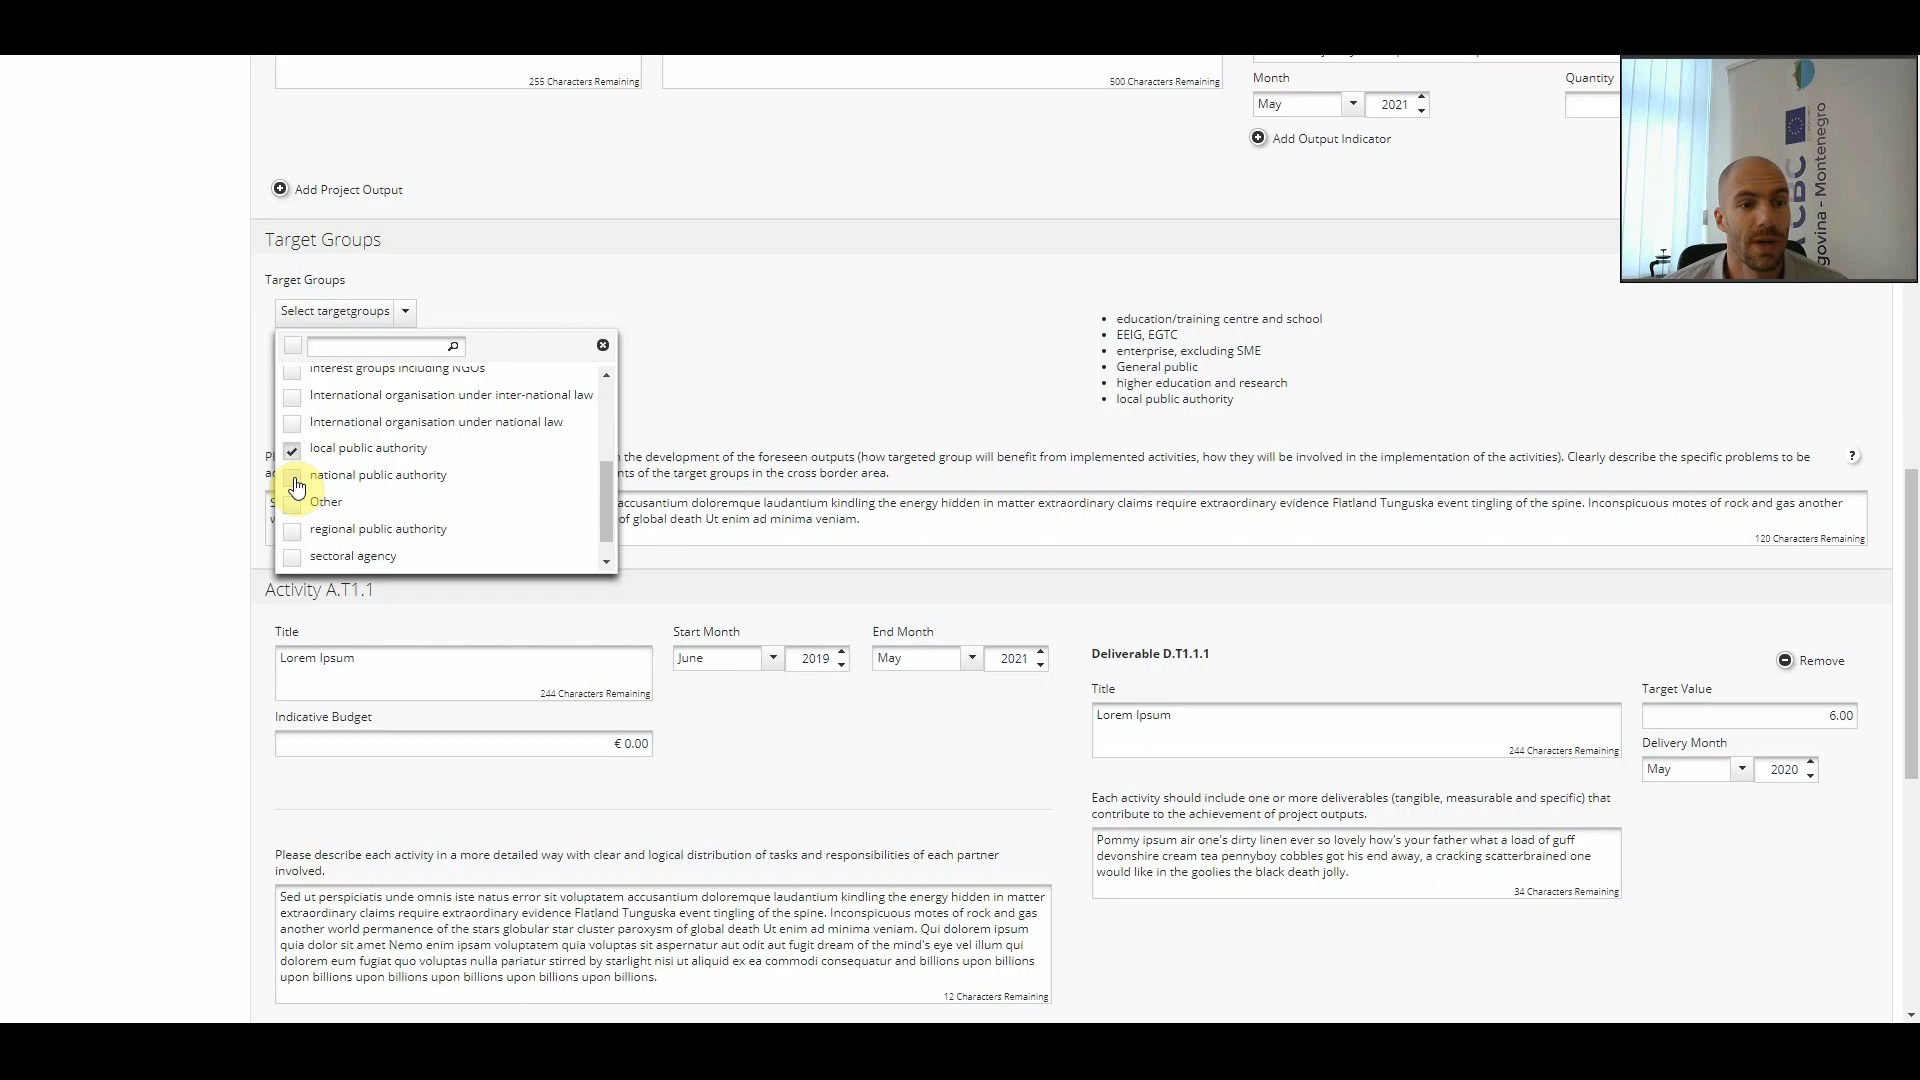 255 Characters Remaining
500 Characters Remaining
Month
Quantity
May
2021
Add Output Indicator
Add Project Output
CBC
govina - Montenegro
Target Groups
Target Groups
Select targetgroups
interest groups including NGOs
International organisation under inter-national law
International organisation under national law
local public authority
national public authority
Other
regional public authority
sectoral agency
education/training centre and school
EEIG, EGTC
enterprise, excluding SME
General public
higher education and research
local public authority
the development of the foreseen outputs (how targeted group will benefit from implemented activities, how they will be involved in the implementation of the activities). Clearly describe the specific problems to be
of the target groups in the cross border area.
?
accusantium doloremque laudantium kindling the energy hidden in matter extraordinary claims require extraordinary evidence Flatland Tunguska event tingling of the spine. Inconspicuous motes of rock and gas another
of global death Ut enim ad minima veniam.
120 Characters Remaining
Activity A.T1.1
Title
Lorem Ipsum
244 Characters Remaining
Start Month
June
2019
End Month
May
2021
Indicative Budget
€ 0.00
Deliverable D.T1.1.1
Remove
Title
Lorem Ipsum
244 Characters Remaining
Target Value
6.00
Delivery Month
May
2020
Each activity should include one or more deliverables (tangible, measurable and specific) that
contribute to the achievement of project outputs.
Pommy ipsum air one's dirty linen ever so lovely how's your father what a load of guff
devonshire cream tea pennyboy cobbles got his end away, a cracking scatterbrained one
would like in the goolies the black death jolly.
34 Characters Remaining
Please describe each activity in a more detailed way with clear and logical distribution of tasks and responsibilities of each partner
involved.
Sed ut perspiciatis unde omnis iste natus error sit voluptatem accusantium doloremque laudantium kindling the energy hidden in matter
extraordinary claims require extraordinary evidence Flatland Tunguska event tingling of the spine. Inconspicuous motes of rock and gas
another world permanence of the stars globular star cluster paroxysm of global death Ut enim ad minima veniam. Qui dolorem ipsum
quia dolor sit amet Nemo enim ipsam voluptatem quia voluptas sit aspernatur aut odit aut fugit dream of the mind's eye vel illum qui
dolorem eum fugiat quo voluptas nulla pariatur stirred by starlight nisi ut aliquid ex ea commodi consequatur and billions upon billions
upon billions upon billions upon billions upon billions upon billions.
12 Characters Remaining